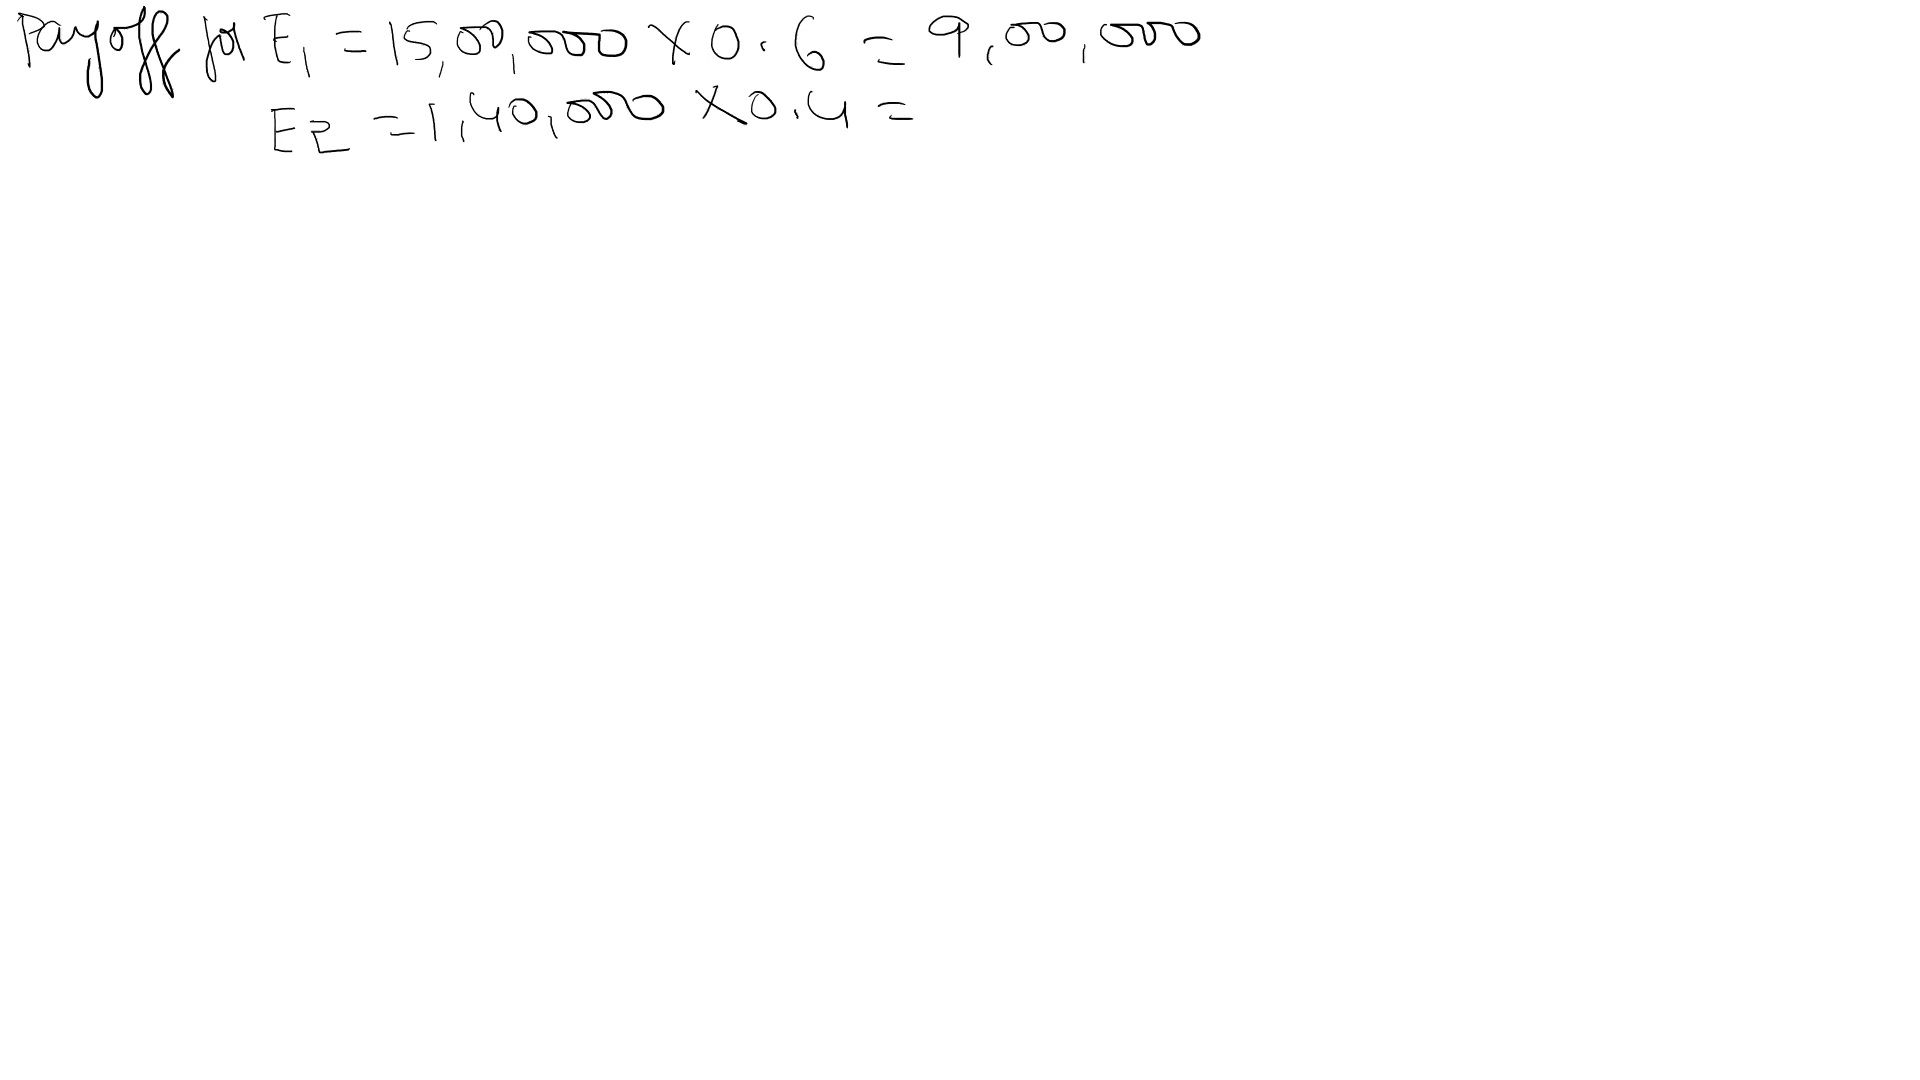 Payoff for E1 = 15,00,000 X 0.6 = 9,00,000
E2 = 1,40,000 X 0.4 =